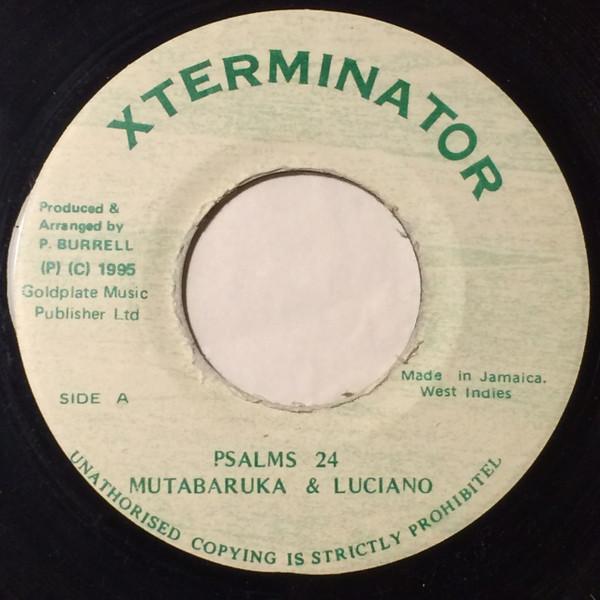 XTERMINATOR
Produced &
Arranged by
P. BURRELL
(P) (C) 1995
Goldplate Music
Publisher Ltd
Made in Jamaica.
West Indies
SIDE A
PSALMS 24
MUTABARUKA & LUCIANO
UNATHORISED COPYING IS STRICTLY PROHIBITEL